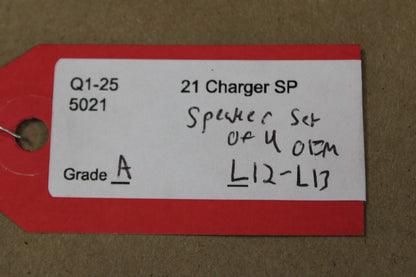 Q1-25 21 Charger SP
5021
Speaker Set
OF 4 OEM
Grade A L12-L13